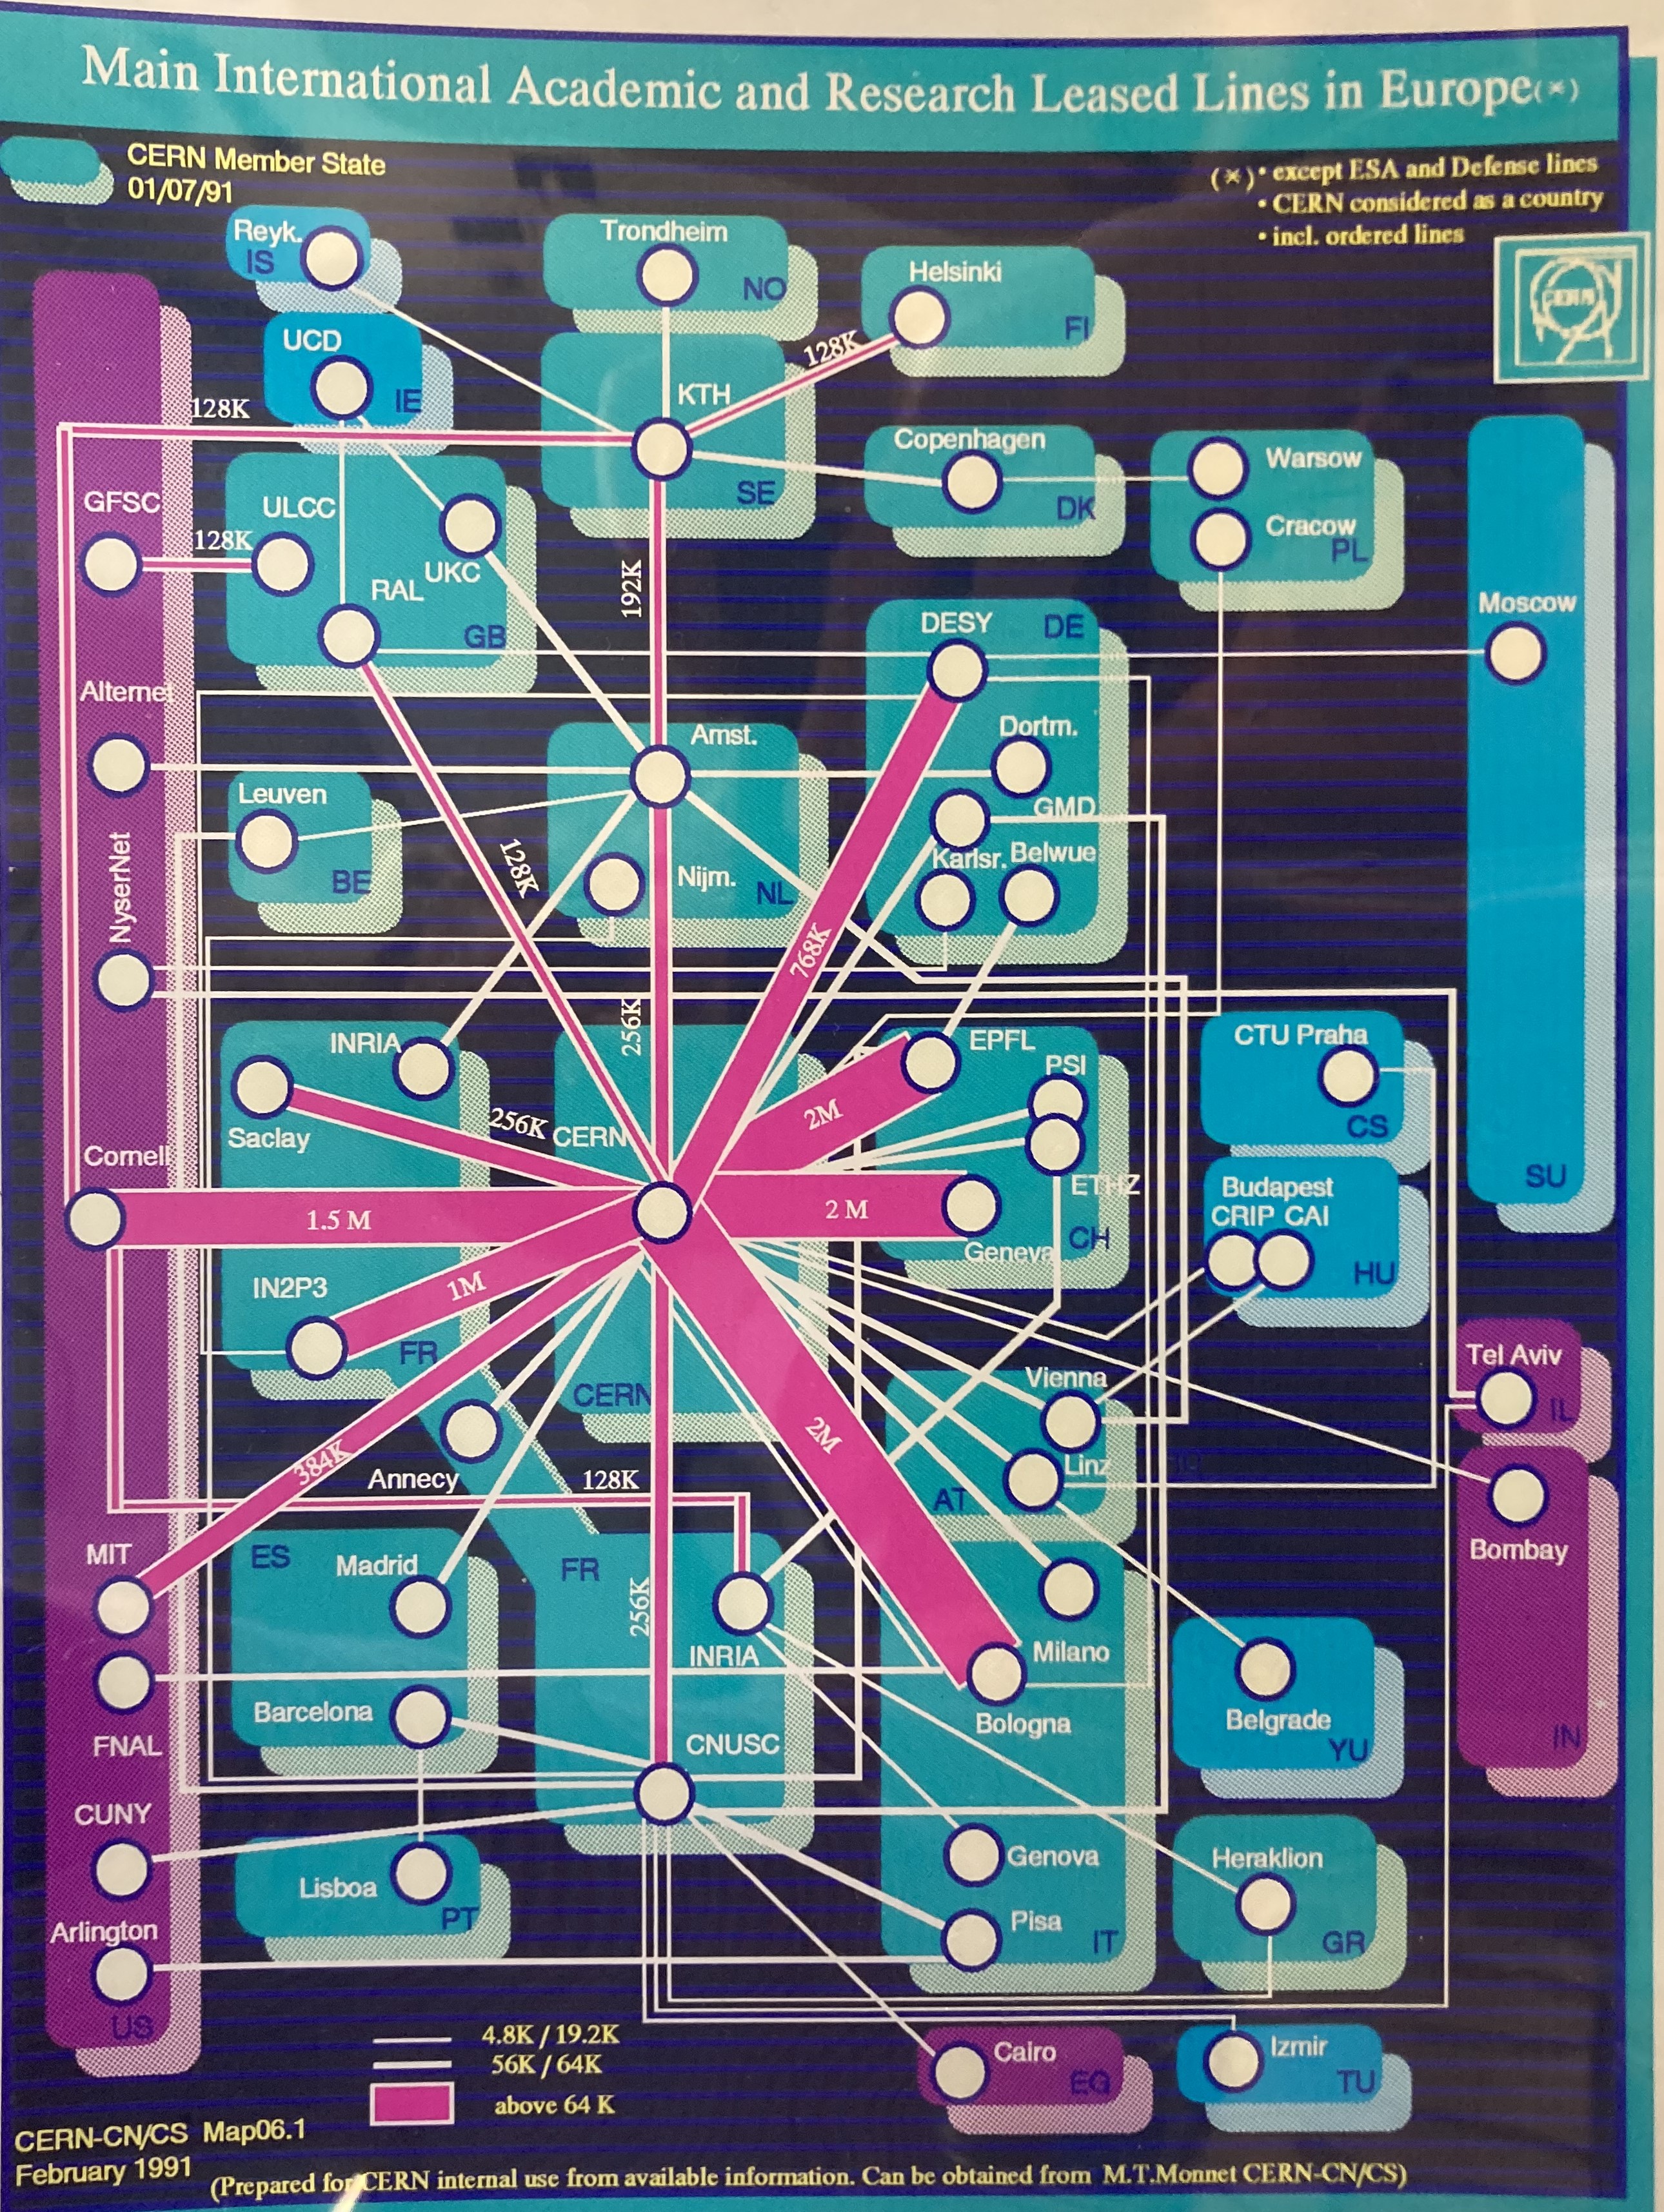 Main International Academic and Research Leased Lines in Europe(*)
CERN Member State
01/07/91
(*)• except ESA and Defense lines
• CERN considered as a country
• incl. ordered lines
CERN
Reyk.
IS
Trondheim
NO
Helsinki
FI
UCD
IE
128K
KTH
SE
128K
Copenhagen
DK
Warsow
Cracow
PL
GFSC
128K
ULCC
UKC
RAL
GB
192K
DESY
DE
Moscow
SU
Alternet
Amst.
Dortm.
GMD
Leuven
BE
128K
Nijm.
NL
Karlsr. Belwue
NyserNet
768K
256K
INRIA
Saclay
256K
CERN
EPFL
PSI
2M
CTU Praha
CS
Cornell
1.5 M
2 M
ETHZ
CH
Geneva
Budapest
CRIP CAI
HU
IN2P3
1M
FR
CERN
Tel Aviv
IL
Vienna
Linz
AT
2M
384K
Annecy
128K
Bombay
IN
MIT
ES
Madrid
FR
256K
INRIA
Milano
Bologna
FNAL
Barcelona
CNUSC
Belgrade
YU
CUNY
Lisboa
PT
Genova
Pisa
IT
Heraklion
GR
Arlington
US
4.8K / 19.2K
56K / 64K
above 64 K
Cairo
EG
Izmir
TU
CERN-CN/CS Map06.1
February 1991
(Prepared for CERN internal use from available information. Can be obtained from M.T.Monnet CERN-CN/CS)